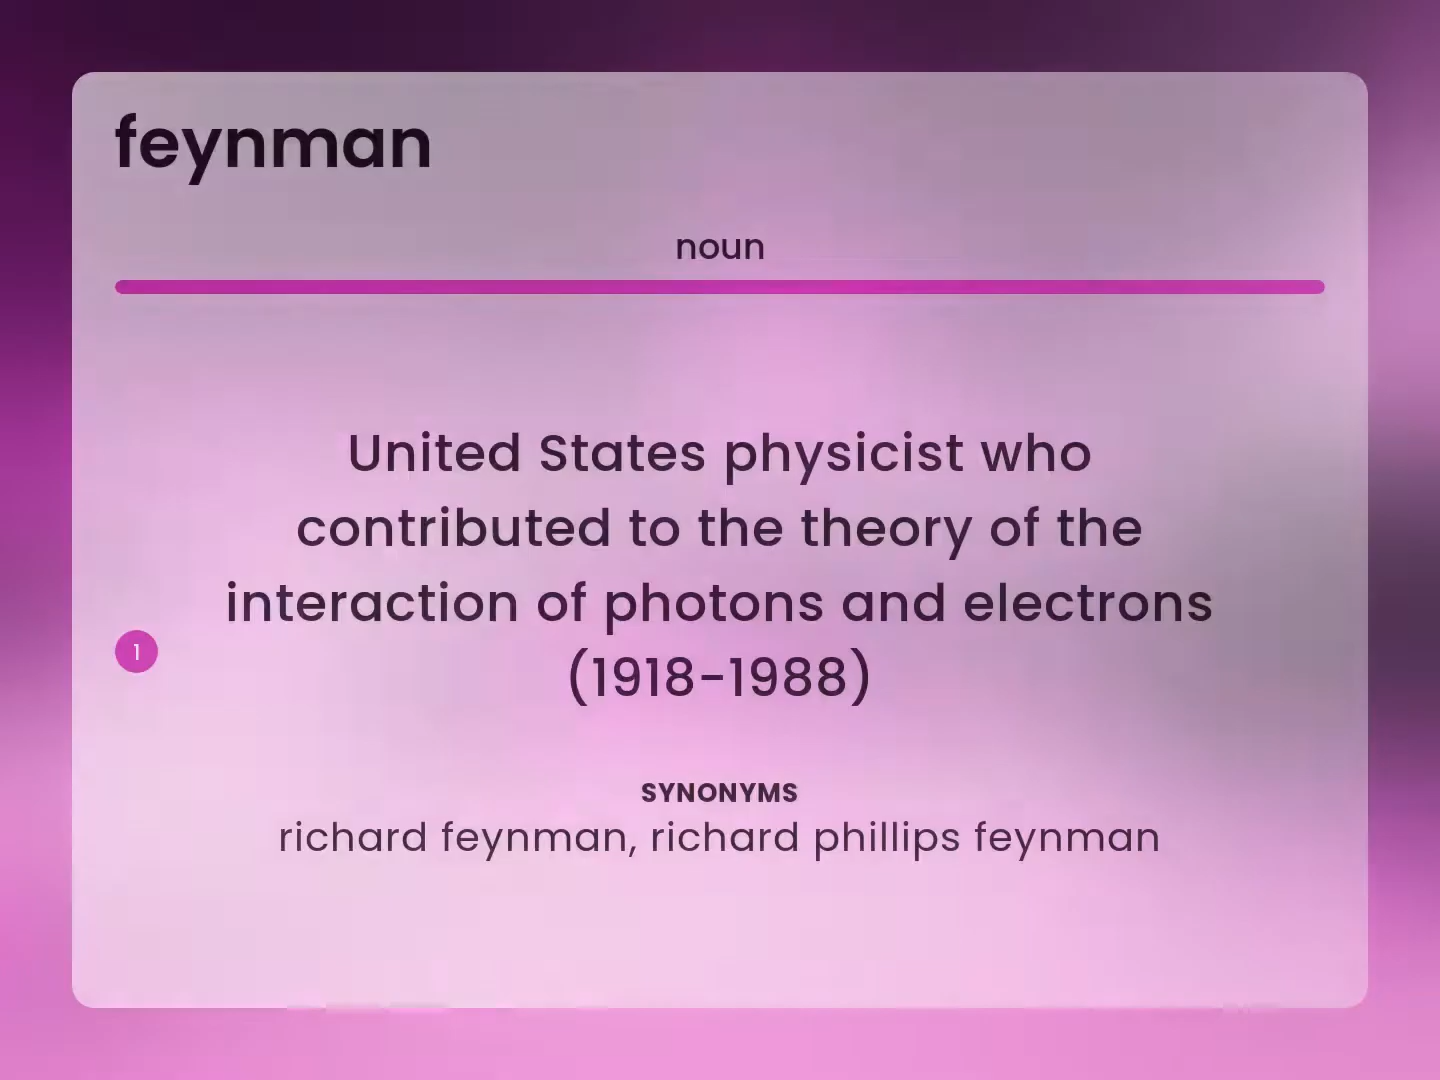 feynman
noun
United States physicist who
contributed to the theory of the
interaction of photons and electrons
1
(1918-1988)
SYNONYMS
richard feynman, richard phillips feynman